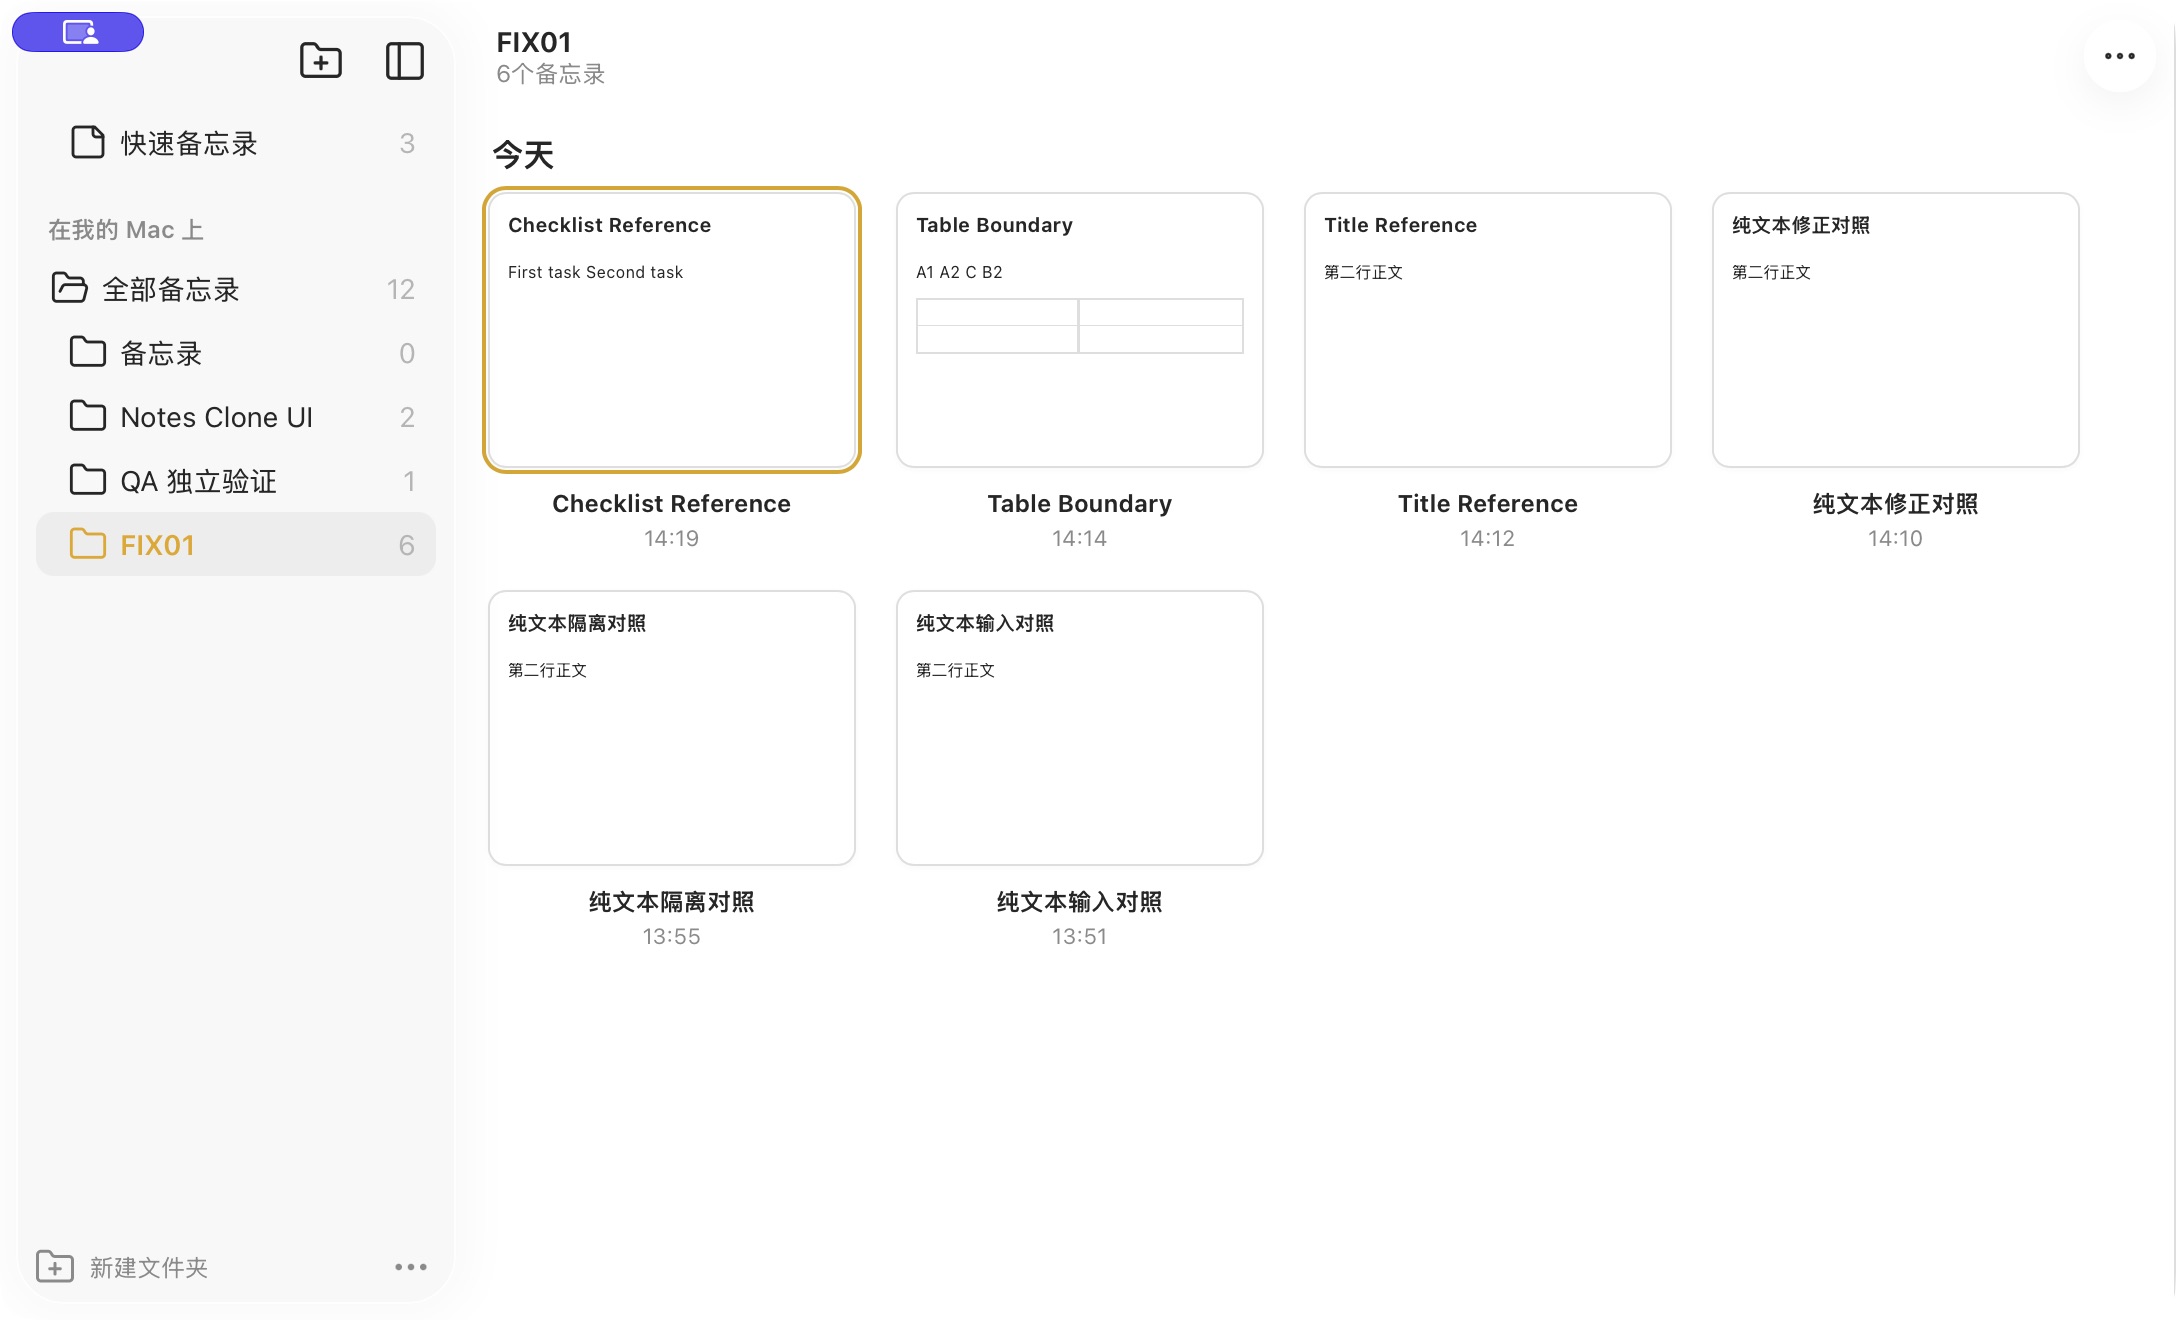 快速备忘录 3
在我的 Mac 上
全部备忘录 12
备忘录 0
Notes Clone UI 2
QA 独立验证 1
FIX01 6
新建文件夹
FIX01
6个备忘录
今天
Checklist Reference
First task Second task
Checklist Reference
14:19
Table Boundary
A1 A2 C B2
Table Boundary
14:14
Title Reference
第二行正文
Title Reference
14:12
纯文本修正对照
第二行正文
纯文本修正对照
14:10
纯文本隔离对照
第二行正文
纯文本隔离对照
13:55
纯文本输入对照
第二行正文
纯文本输入对照
13:51